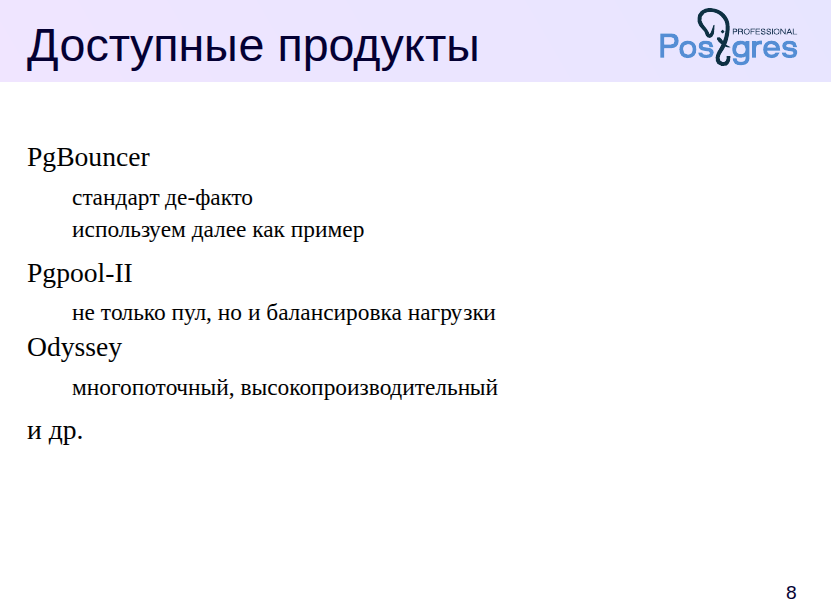 Доступные продукты
PROFESSIONAL
Postgres
PgBouncer
стандарт де-факто
используем далее как пример
Pgpool-II
не только пул, но и балансировка нагрузки
Odyssey
многопоточный, высокопроизводительный
и др.
8